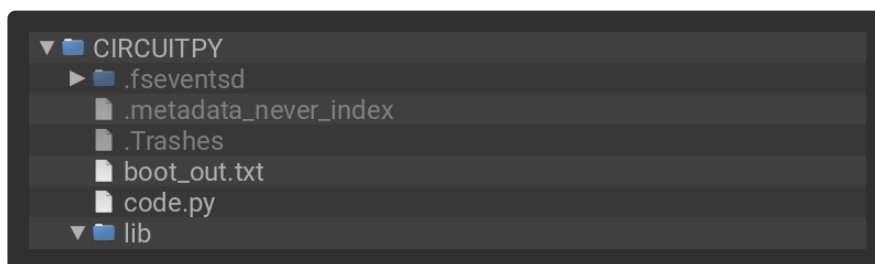 CIRCUITPY
.fseventsd
.metadata_never_index
.Trashes
boot_out.txt
code.py
lib